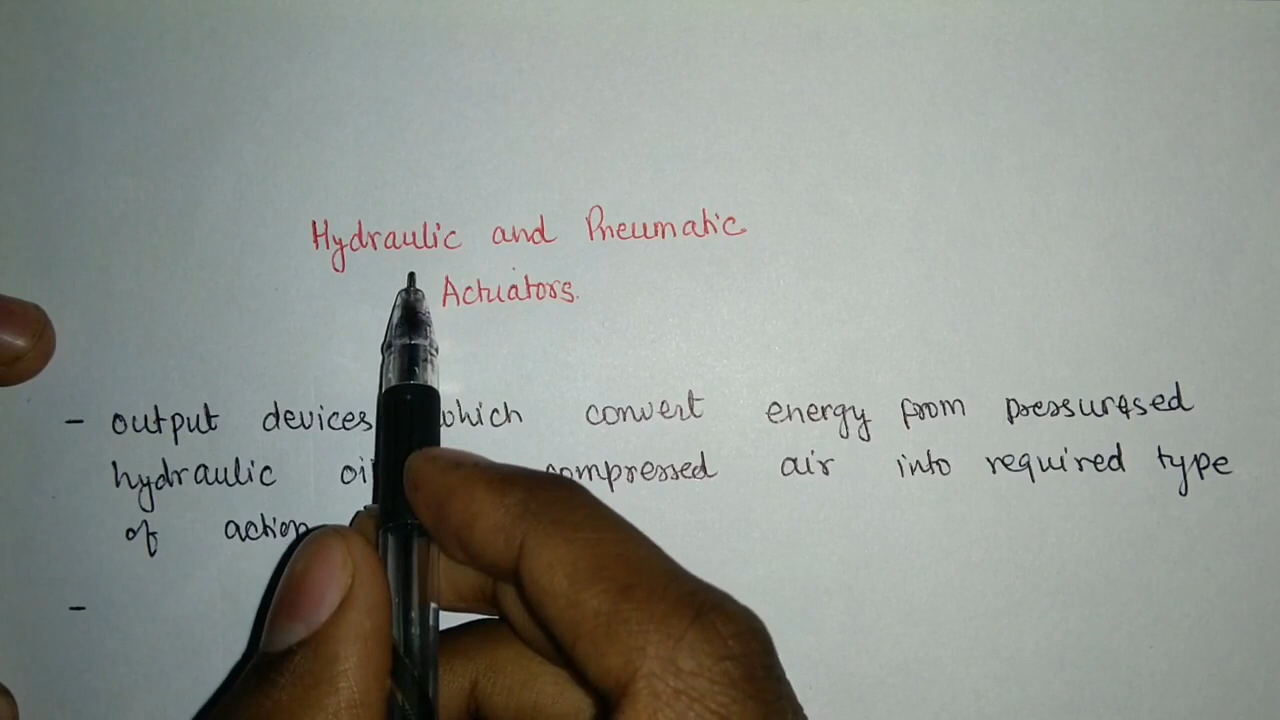 Hydraulic and Pneumatic
Actuators.
- output devices which convert energy from pressurised
hydraulic oil compressed air into required type
of action
-